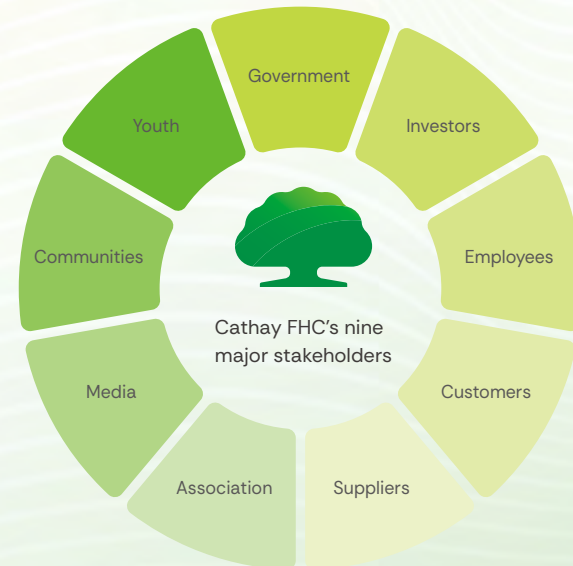 Government
Youth
Investors
Communities
Employees
Cathay FHC's nine
major stakeholders
Media
Customers
Association
Suppliers